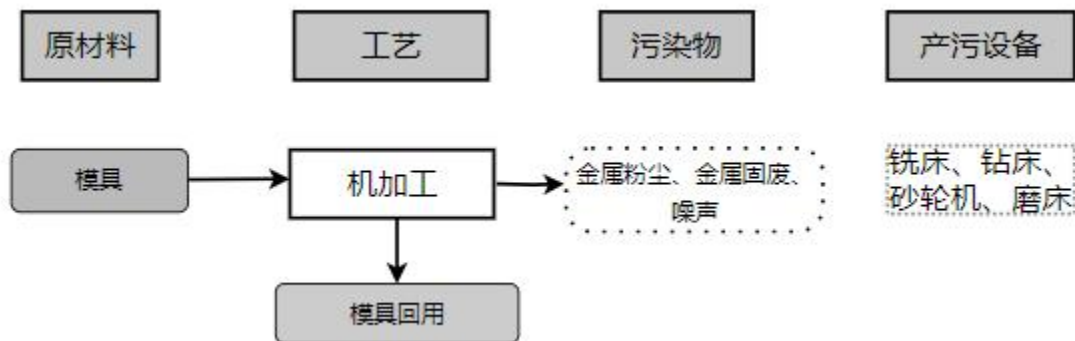 原材料
工艺
污染物
产污设备
模具
机加工
金属粉尘、金属固废、
噪声
铣床、钻床、
砂轮机、磨床
模具回用